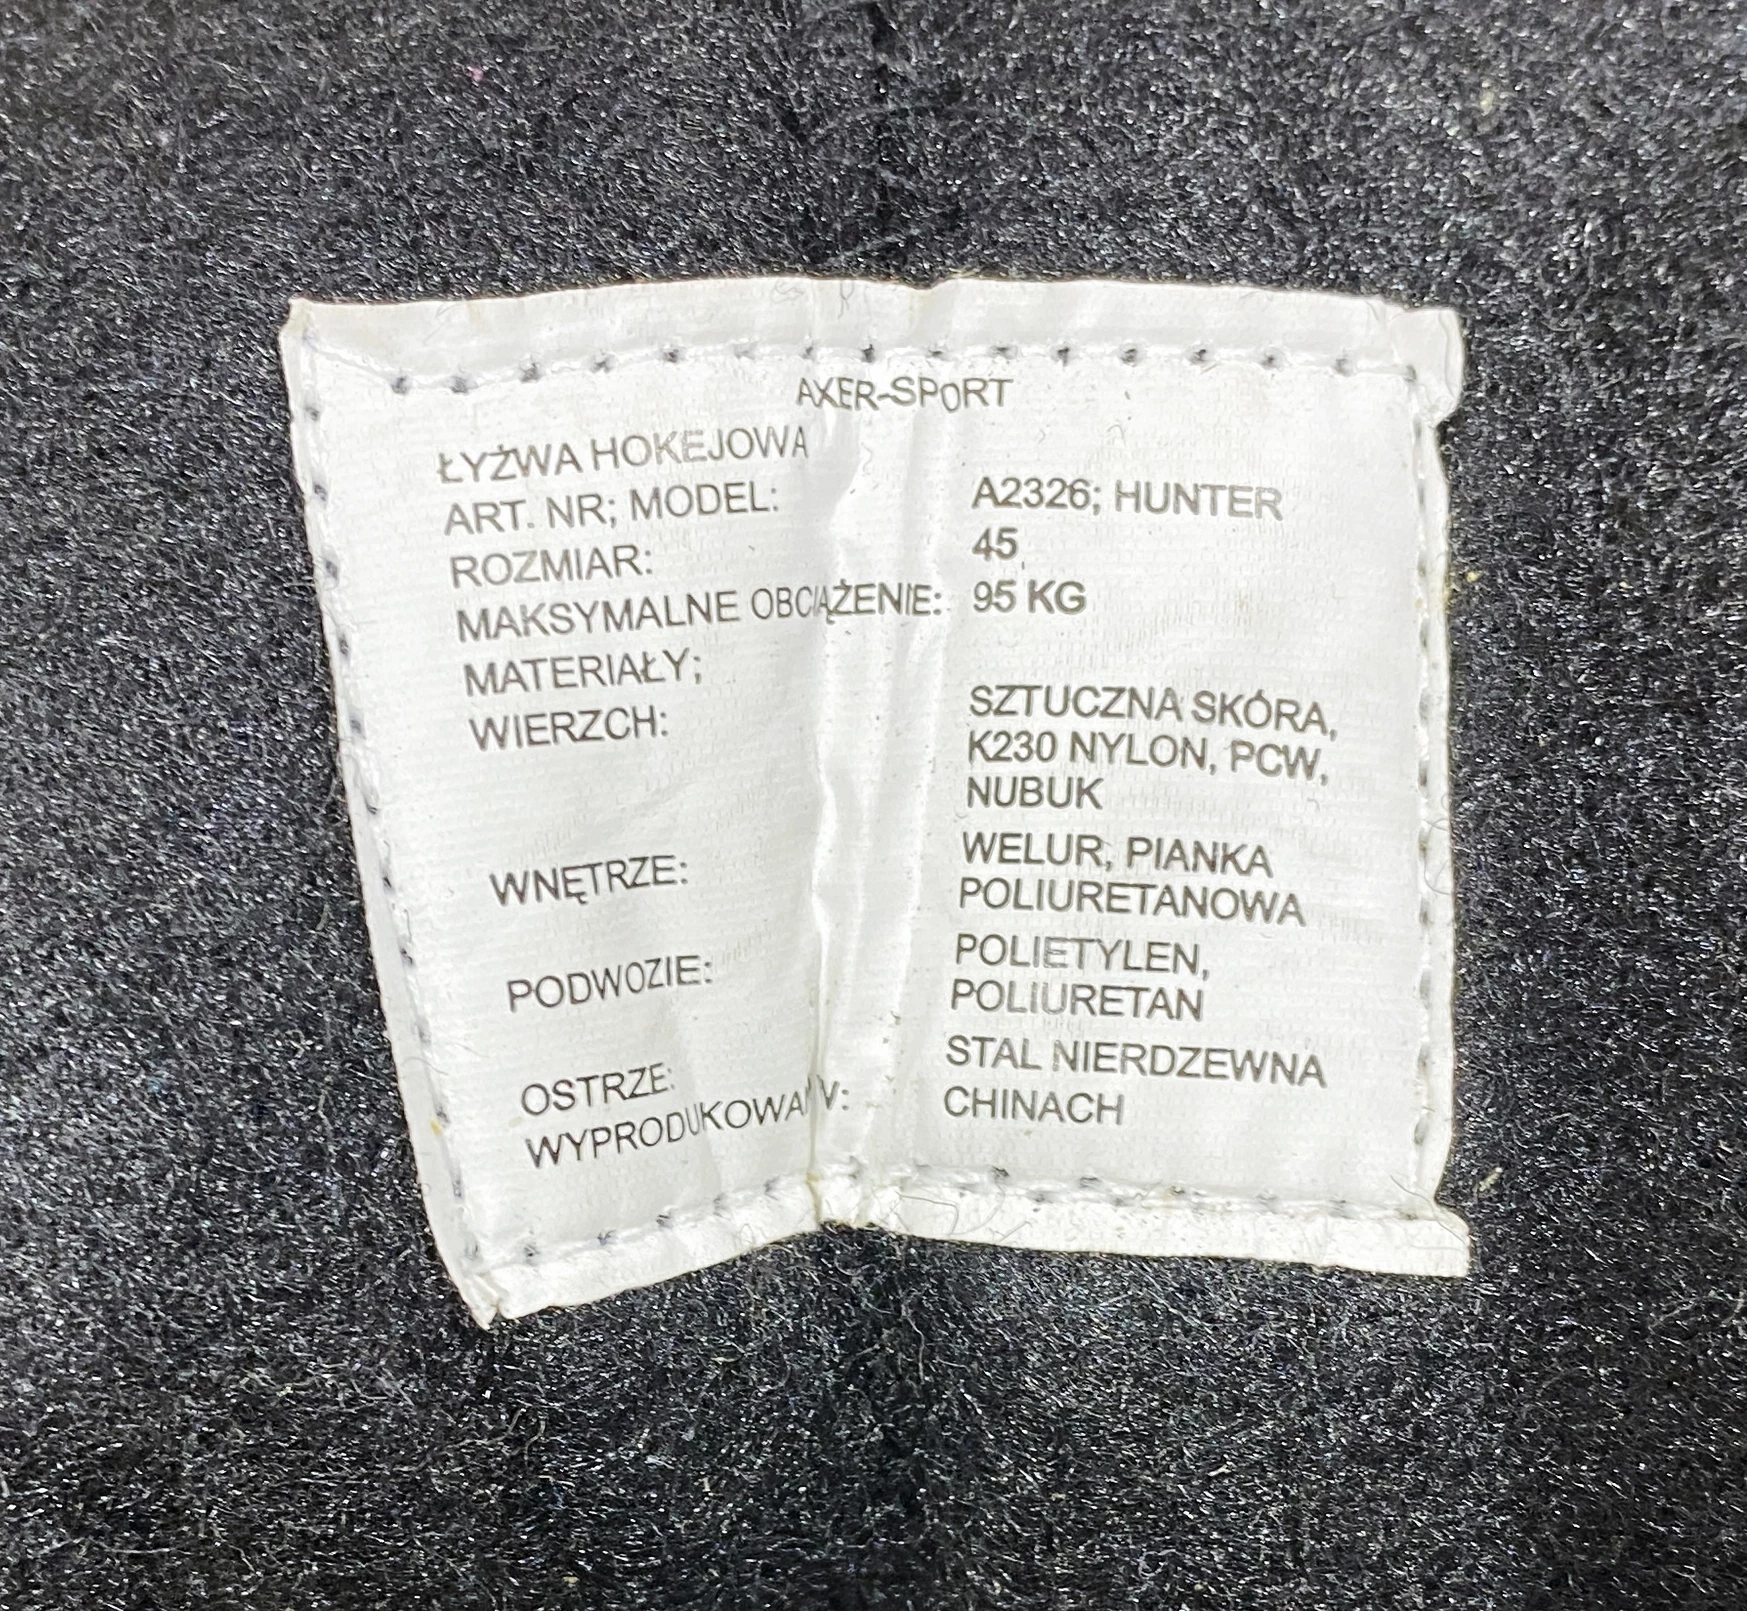 AXER-SPORT
ŁYŻWA HOKEJOWA
ART. NR; MODEL: A2326; HUNTER
ROZMIAR: 45
MAKSYMALNE OBCIĄŻENIE: 95 KG
MATERIAŁY;
WIERZCH: SZTUCZNA SKÓRA,
K230 NYLON, PCW,
NUBUK
WNĘTRZE: WELUR, PIANKA
POLIURETANOWA
PODWOZIE: POLIETYLEN,
POLIURETAN
OSTRZE: STAL NIERDZEWNA
WYPRODUKOWANO W: CHINACH